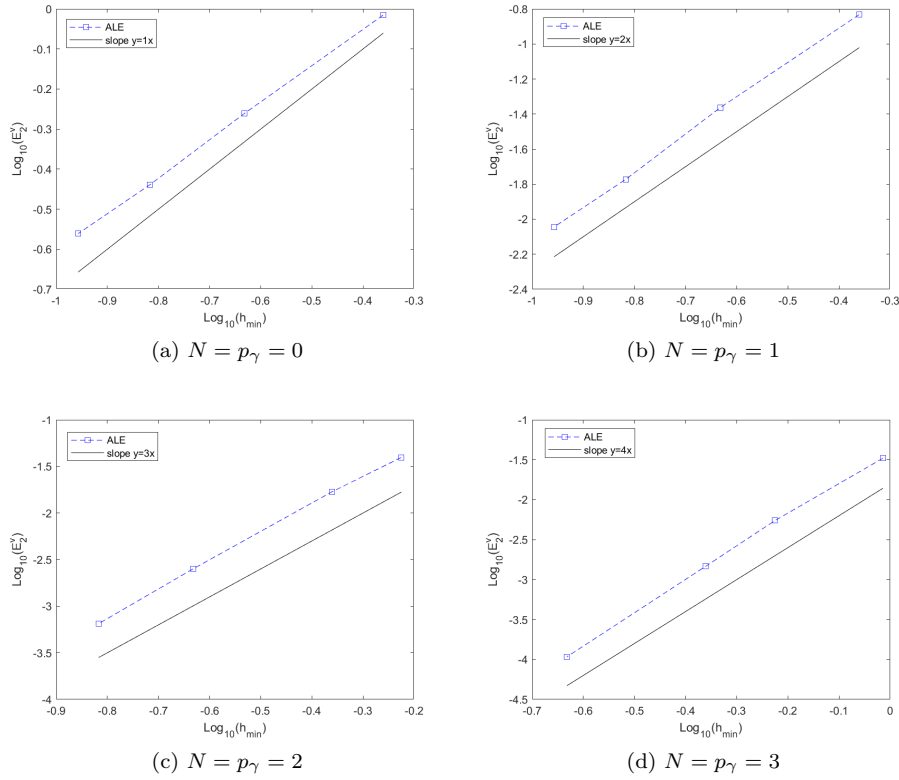 0
-0.1
-0.2
-0.3
-0.4
-0.5
-0.6
-0.7
Log10(E2^v)
ALE
slope y=1x
-1 -0.9 -0.8 -0.7 -0.6 -0.5 -0.4 -0.3
Log10(hmin)
(a) N = pγ = 0
-0.8
-1
-1.2
-1.4
-1.6
-1.8
-2
-2.2
-2.4
Log10(E2^v)
ALE
slope y=2x
-1 -0.9 -0.8 -0.7 -0.6 -0.5 -0.4 -0.3
Log10(hmin)
(b) N = pγ = 1
-1
-1.5
-2
-2.5
-3
-3.5
-4
Log10(E2^v)
ALE
slope y=3x
-0.9 -0.8 -0.7 -0.6 -0.5 -0.4 -0.3 -0.2
Log10(hmin)
(c) N = pγ = 2
-1
-1.5
-2
-2.5
-3
-3.5
-4
-4.5
Log10(E2^v)
ALE
slope y=4x
-0.7 -0.6 -0.5 -0.4 -0.3 -0.2 -0.1 0
Log10(hmin)
(d) N = pγ = 3